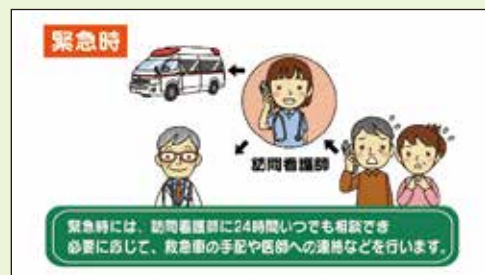 緊急時
訪問看護師
緊急時には、訪問看護師に24時間いつでも相談でき
必要に応じて、救急車の手配や医師への連絡などを行います。